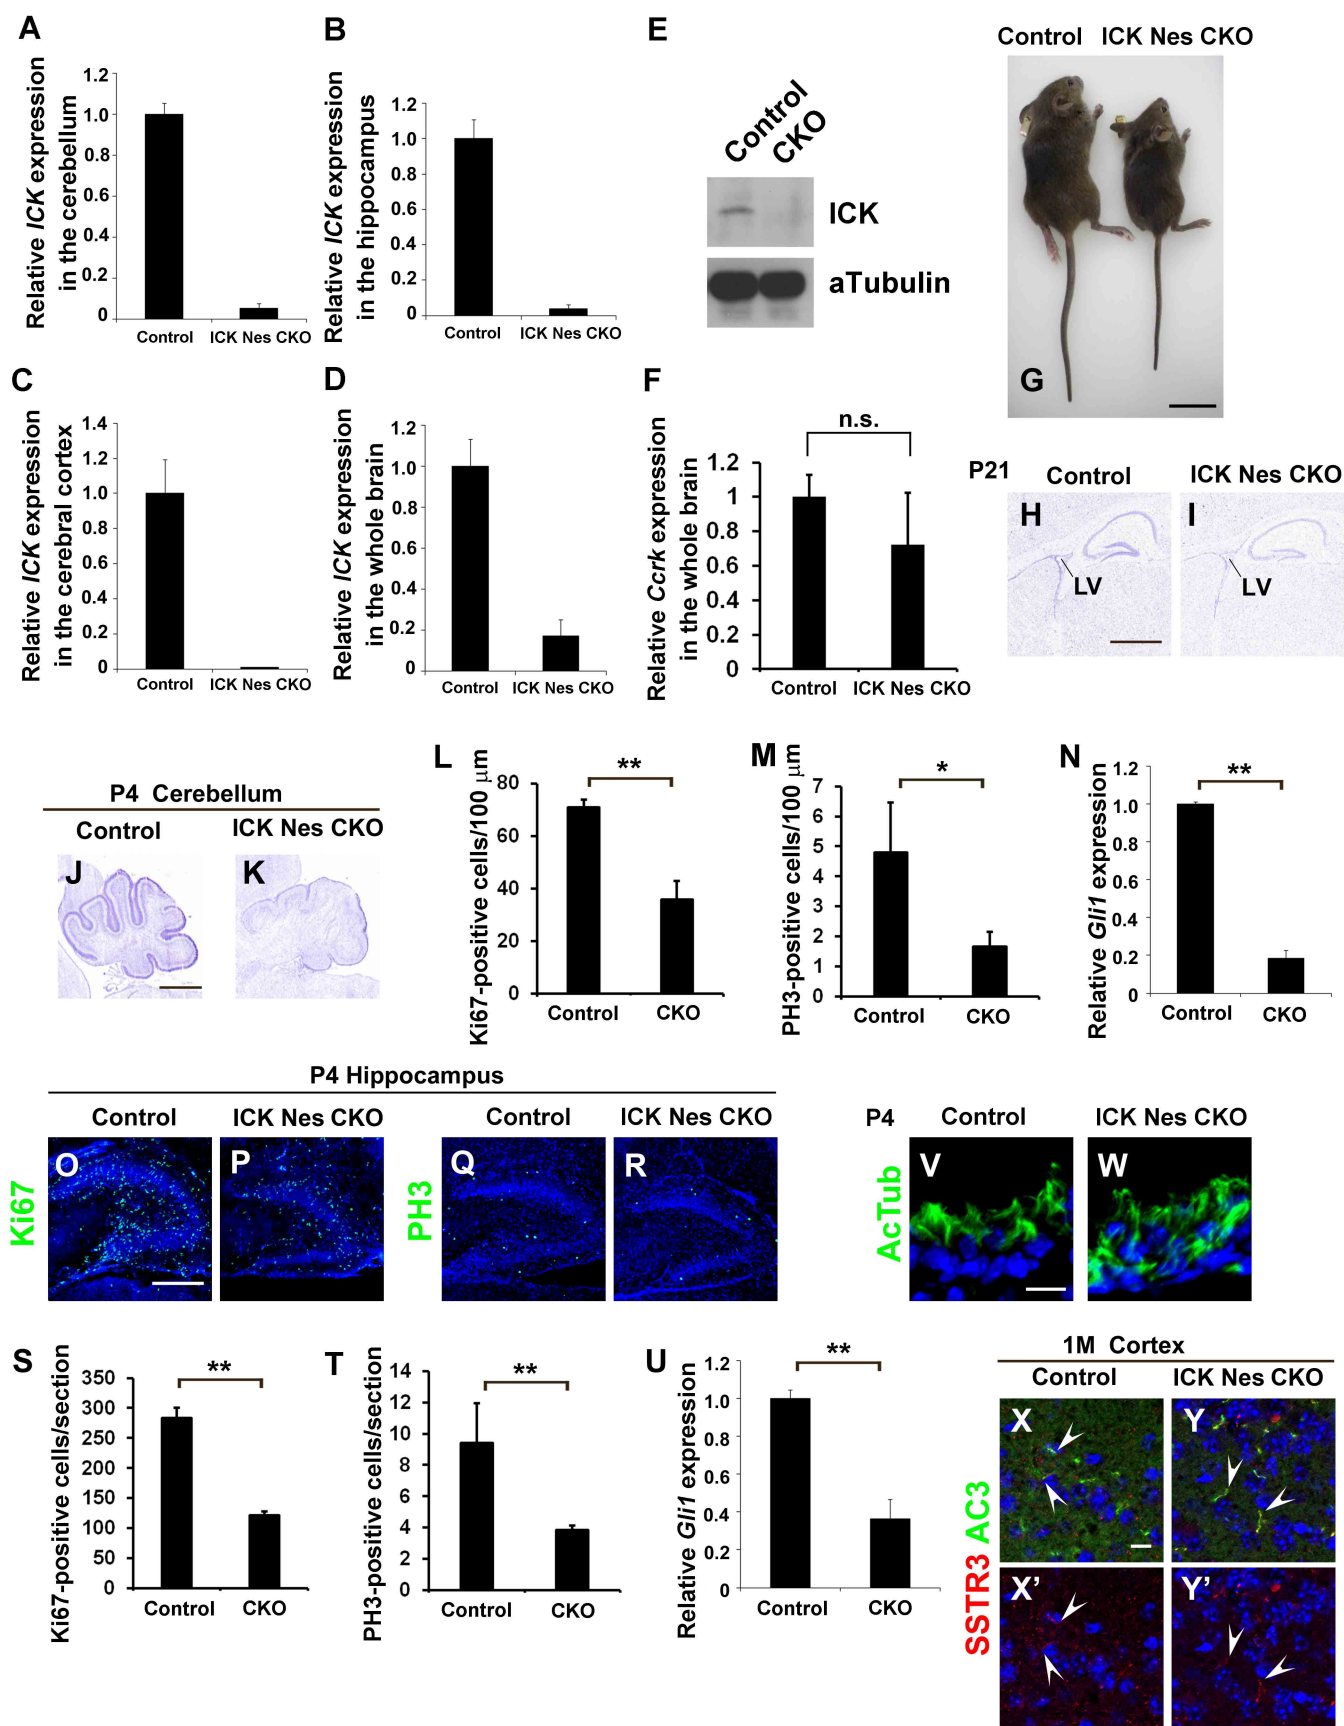 A
Relative ICK expression
in the cerebellum
1.2
1.0
0.8
0.6
0.4
0.2
0
Control ICK Nes CKO
B
Relative ICK expression
in the hippocampus
1.2
1.0
0.8
0.6
0.4
0.2
0
Control ICK Nes CKO
E
Control
CKO
ICK
aTubulin
Control ICK Nes CKO
G
C
Relative ICK expression
in the cerebral cortex
1.4
1.2
1.0
0.8
0.6
0.4
0.2
0
Control ICK Nes CKO
D
Relative ICK expression
in the whole brain
1.2
1.0
0.8
0.6
0.4
0.2
0
Control ICK Nes CKO
F
Relative Ccrk expression
in the whole brain
n.s.
1.2
1
0.8
0.6
0.4
0.2
0
Control ICK Nes CKO
P21 Control ICK Nes CKO
H
LV
I
LV
P4 Cerebellum
Control ICK Nes CKO
J
K
L
Ki67-positive cells/100 μm
**
80
60
40
20
0
Control CKO
M
PH3-positive cells/100 μm
*
7
6
5
4
3
2
1
0
Control CKO
N
Relative Gli1 expression
**
1.2
1.0
0.8
0.6
0.4
0.2
0
Control CKO
P4 Hippocampus
Control ICK Nes CKO Control ICK Nes CKO
Ki67
O
P
PH3
Q
R
P4 Control ICK Nes CKO
AcTub
V
W
S
Ki67-positive cells/section
**
350
300
250
200
150
100
50
0
Control CKO
T
PH3-positive cells/section
**
14
12
10
8
6
4
2
0
Control CKO
U
Relative Gli1 expression
**
1.2
1.0
0.8
0.6
0.4
0.2
0
Control CKO
1M Cortex
Control ICK Nes CKO
SSTR3 AC3
X
Y
X’
Y’